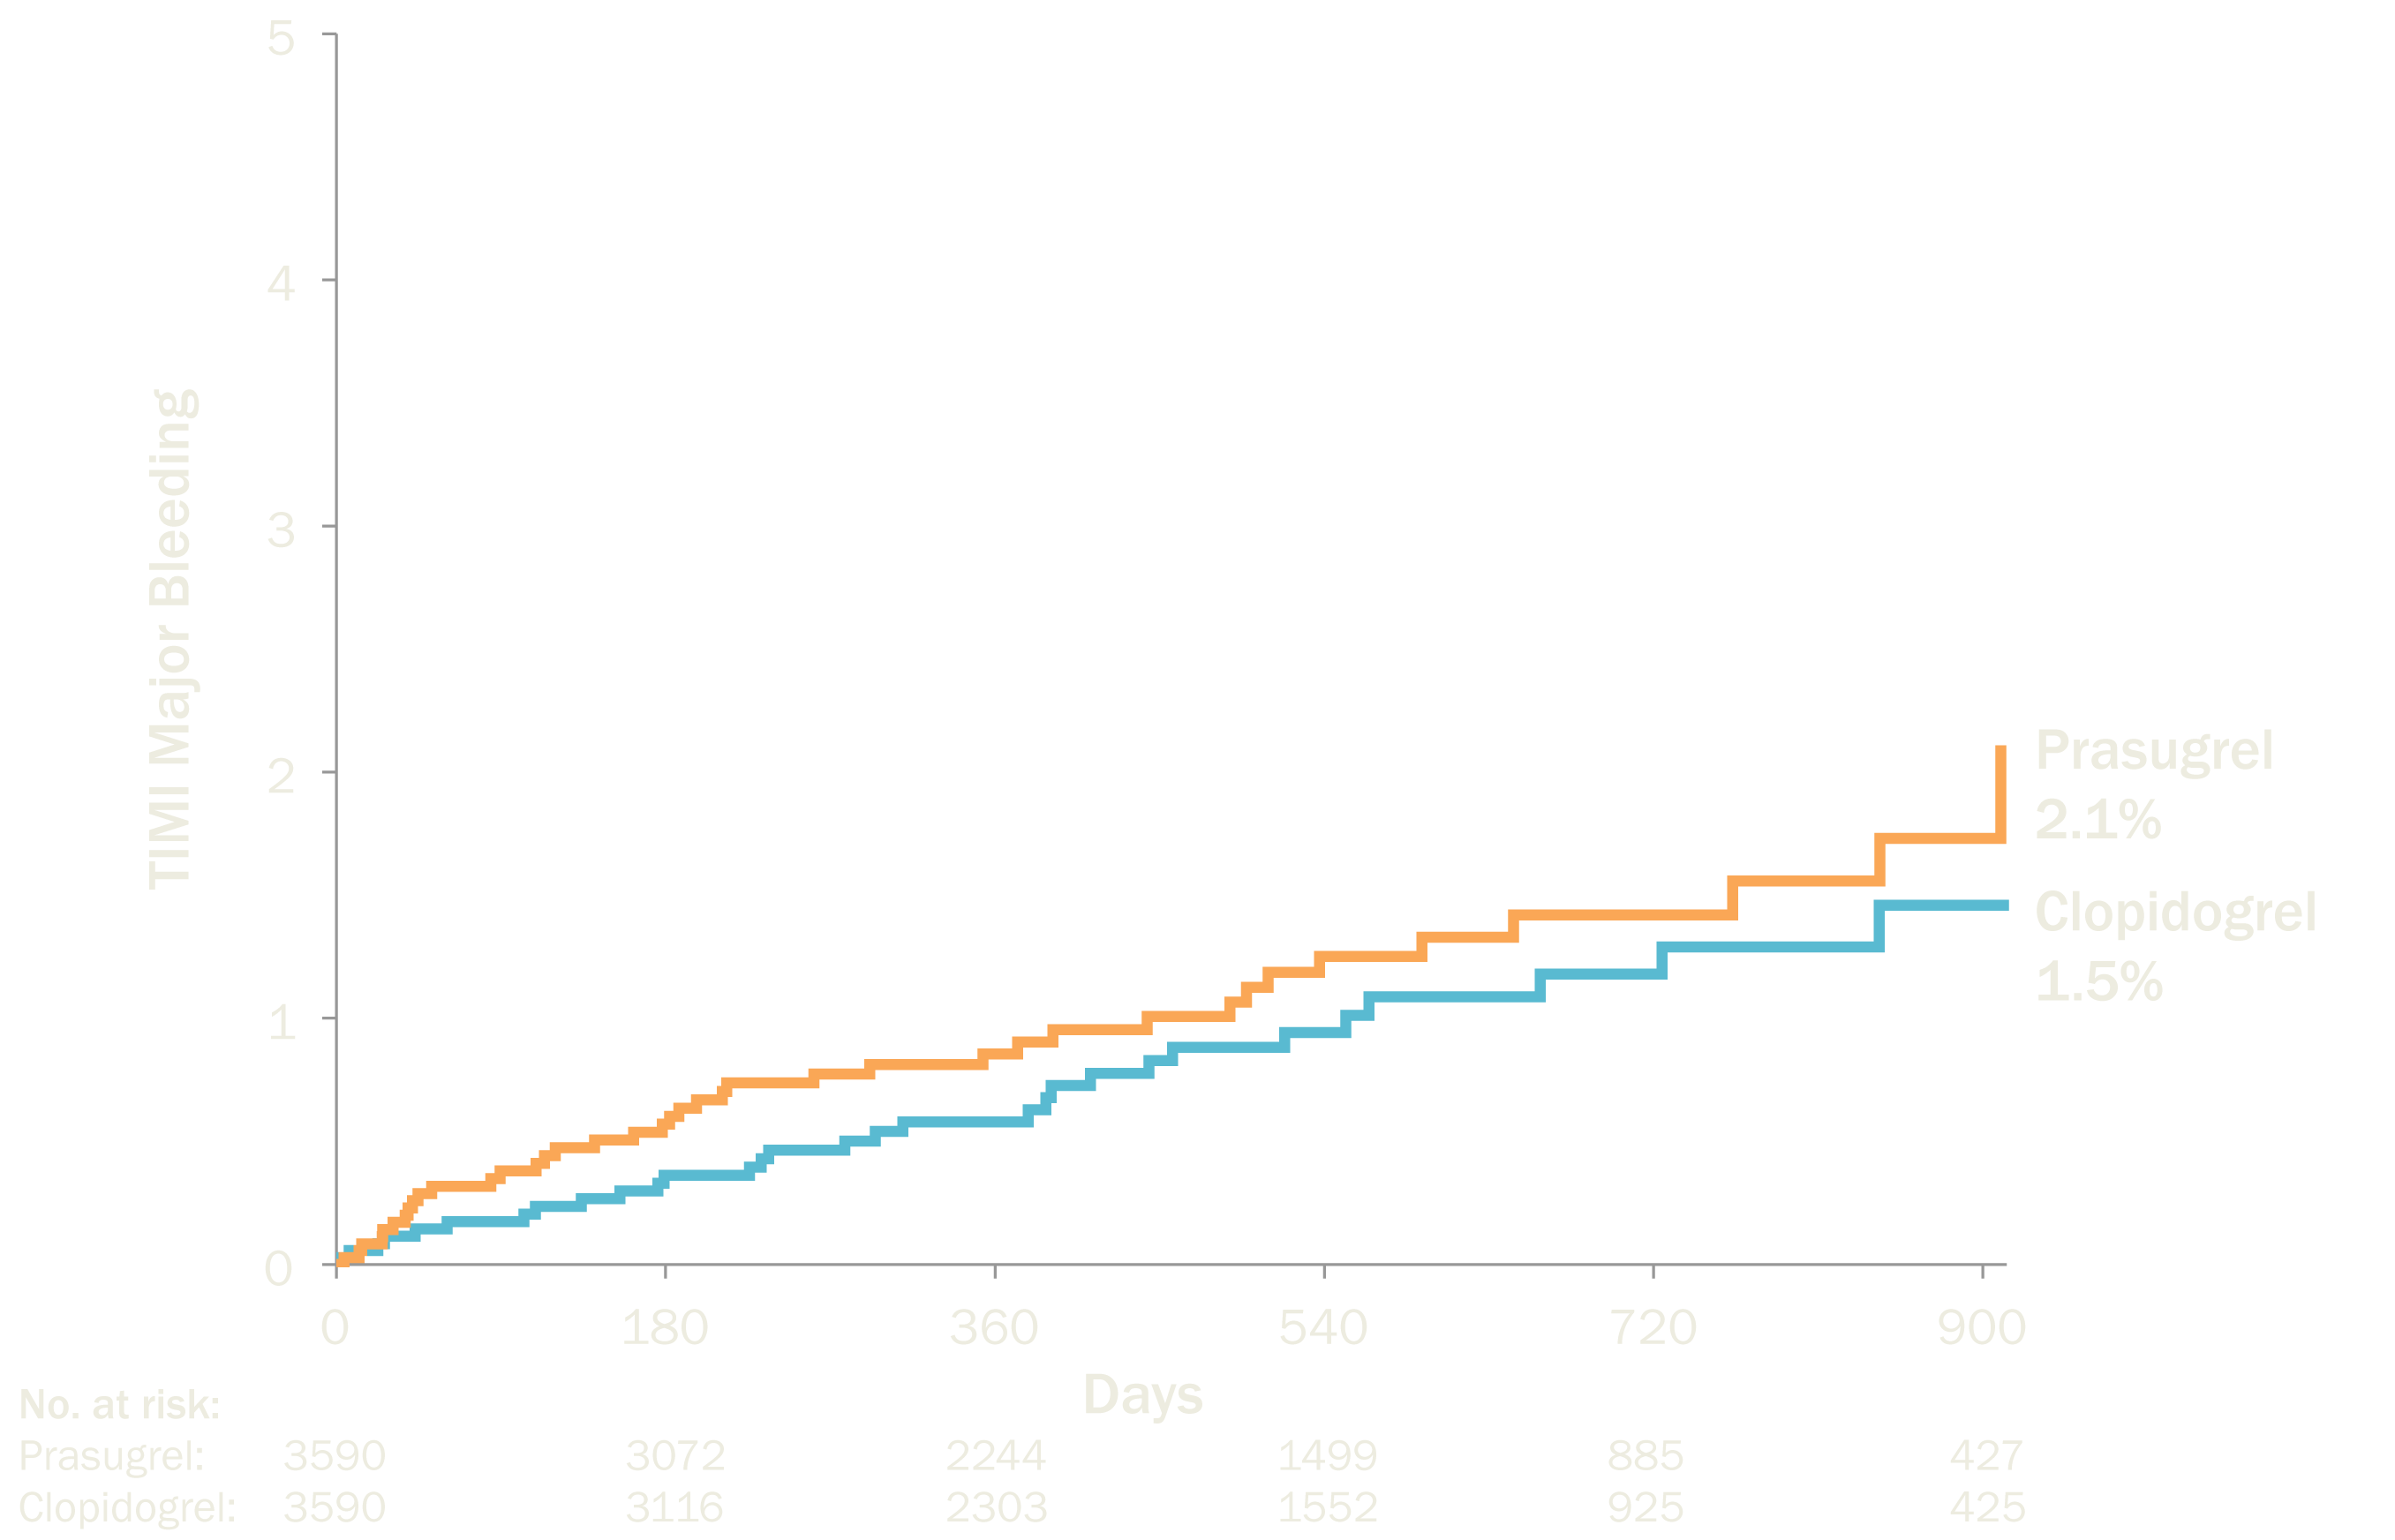 5
4
3
2
1
0
TIMI Major Bleeding
Prasugrel
2.1%
Clopidogrel
1.5%
0 180 360 540 720 900
Days
No. at risk:
Prasugrel: 3590 3072 2244 1499 885 427
Clopidogrel: 3590 3116 2303 1552 925 425